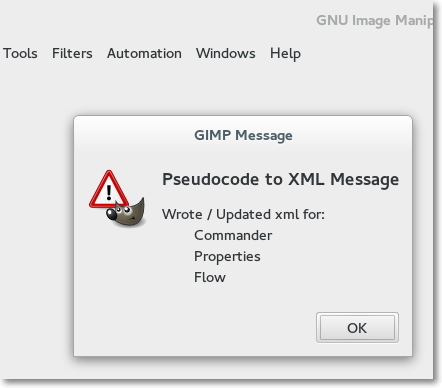 GNU Image Manip
Tools Filters Automation Windows Help
GIMP Message
Pseudocode to XML Message
Wrote / Updated xml for:
Commander
Properties
Flow
OK